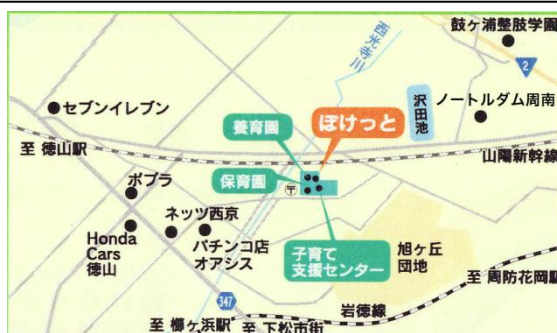 鼓ヶ浦整肢学園
西光寺川
2
セブンイレブン
沢田池
ノートルダム周南
養育園
ぽけっと
至 徳山駅
山陽新幹線
保育園
〒
ポプラ
ネッツ西京
Honda
Cars
徳山
パチンコ店
オアシス
子育て
支援センター
旭ヶ丘
団地
至 周防花岡駅
347
岩徳線
至 櫛ヶ浜駅
至 下松市街